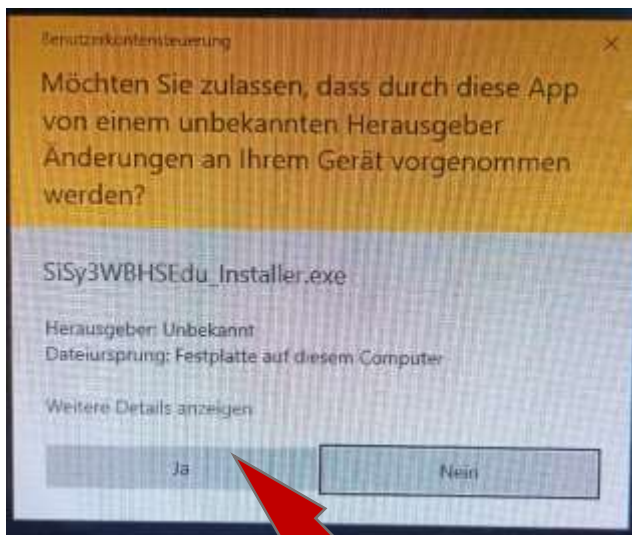 Benutzerkontensteuerung
Möchten Sie zulassen, dass durch diese App
von einem unbekannten Herausgeber
Änderungen an Ihrem Gerät vorgenommen
werden?
SiSy3WBHSEdu_Installer.exe
Herausgeber: Unbekannt
Dateiursprung: Festplatte auf diesem Computer
Weitere Details anzeigen
Ja
Nein